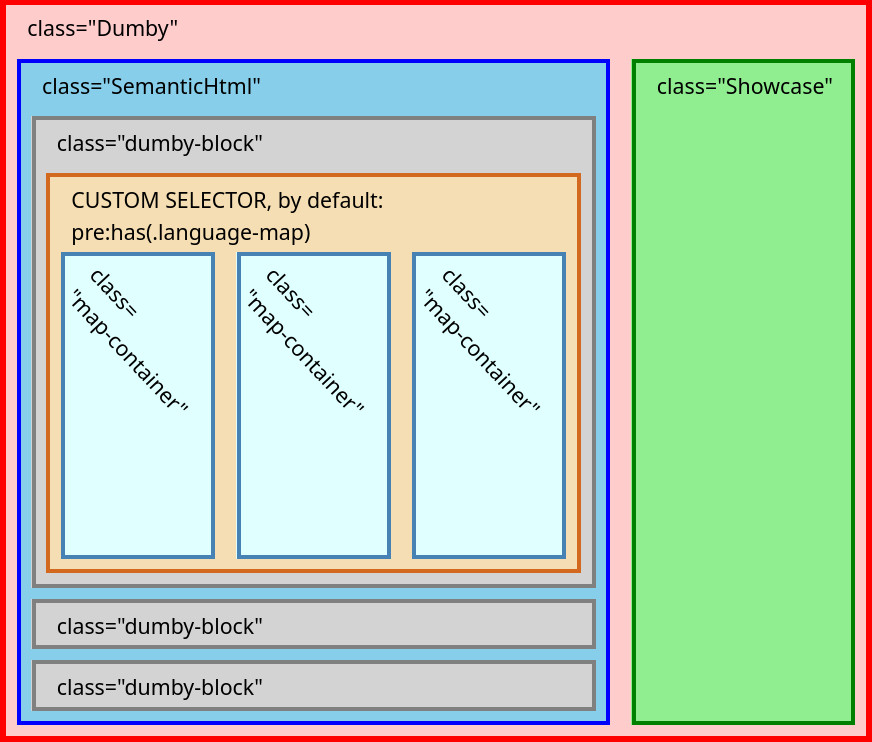 class="Dumby"
class="SemanticHtml"
class="dumby-block"
CUSTOM SELECTOR, by default:
pre:has(.language-map)
class=
"map-container"
class=
"map-container"
class=
"map-container"
class="dumby-block"
class="dumby-block"
class="Showcase"